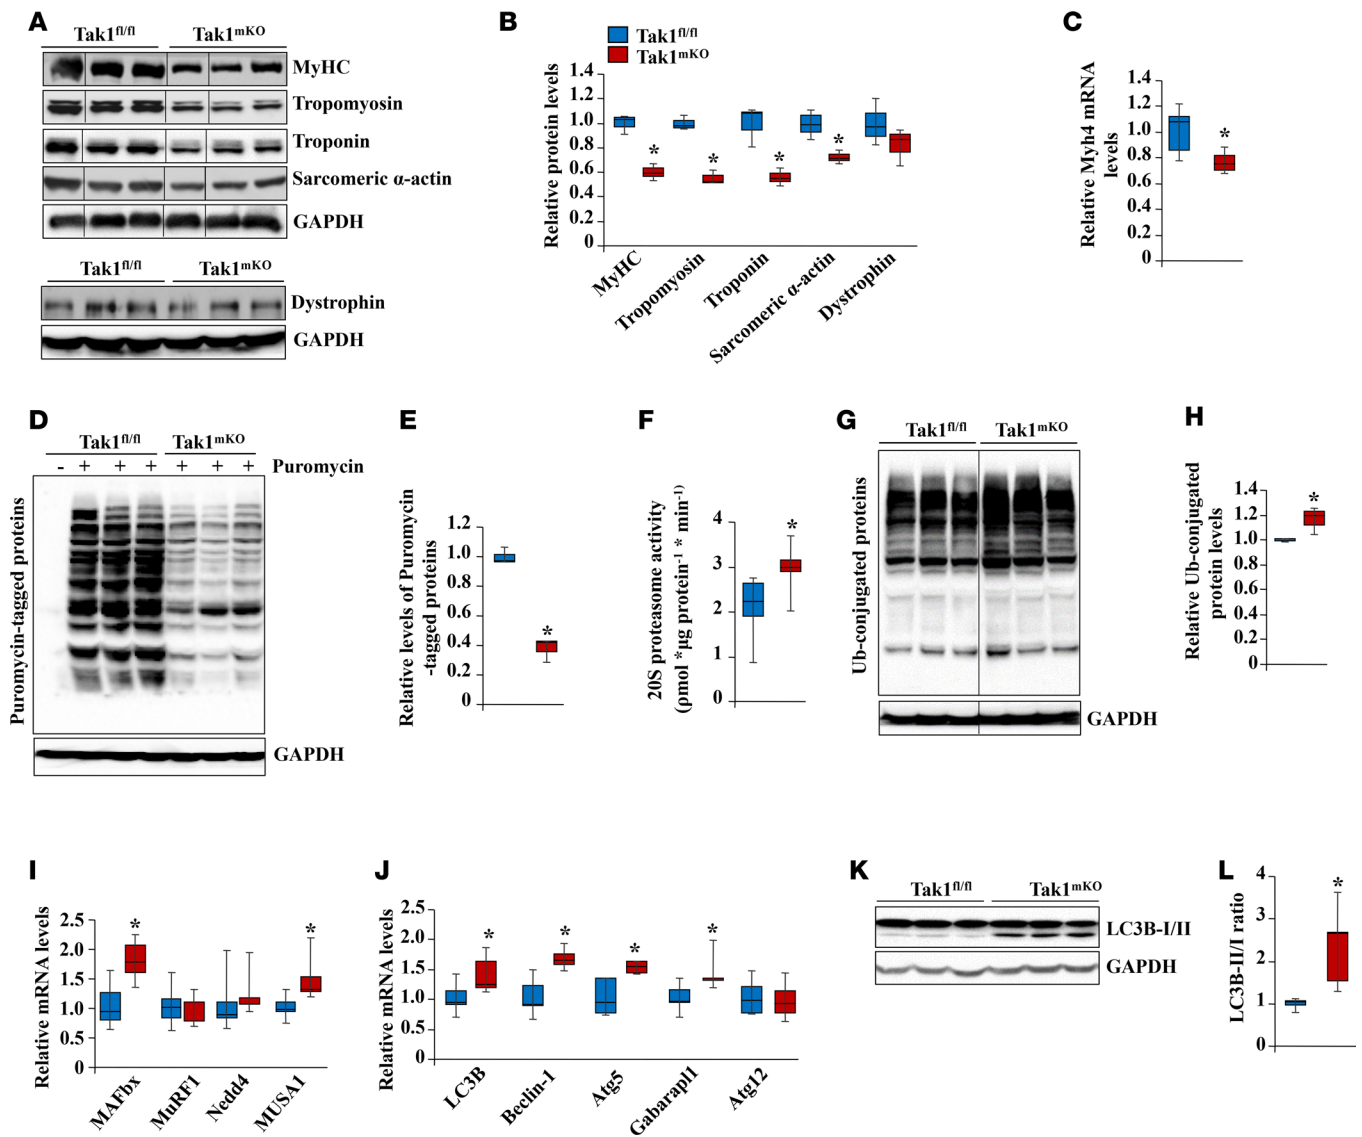 A
Tak1fl/fl Tak1mKO
MyHC
Tropomyosin
Troponin
Sarcomeric α-actin
GAPDH
Tak1fl/fl Tak1mKO
Dystrophin
GAPDH
B
Tak1fl/fl
Tak1mKO
Relative protein levels
1.4
1.2
1.0
0.8
0.6
0.4
0.2
0
* * * *
MyHC
Tropomyosin
Troponin
Sarcomeric α-actin
Dystrophin
C
Relative Myh4 mRNA
levels
1.4
1.2
1.0
0.8
0.6
0.4
0.2
0
*
D
Tak1fl/fl Tak1mKO
- + + + + + + Puromycin
Puromycin-tagged proteins
GAPDH
E
Relative levels of Puromycin
-tagged proteins
1.2
1.0
0.8
0.6
0.4
0.2
0
*
F
20S proteasome activity
(ρmol *μg protein-1 * min-1)
4
3
2
1
0
*
G
Tak1fl/fl Tak1mKO
Ub-conjugated proteins
GAPDH
H
Relative Ub-conjugated
protein levels
1.4
1.2
1.0
0.8
0.6
0.4
0.2
0
*
I
Relative mRNA levels
2.5
2.0
1.5
1.0
0.5
0
* *
MAFbx
MuRF1
Nedd4
MUSA1
J
Relative mRNA levels
2.5
2.0
1.5
1.0
0.5
0
* * * *
LC3B
Beclin-1
Atg5
Gabarapl1
Atg12
K
Tak1fl/fl Tak1mKO
LC3B-I/II
GAPDH
L
LC3B-II/I ratio
4
3
2
1
0
*